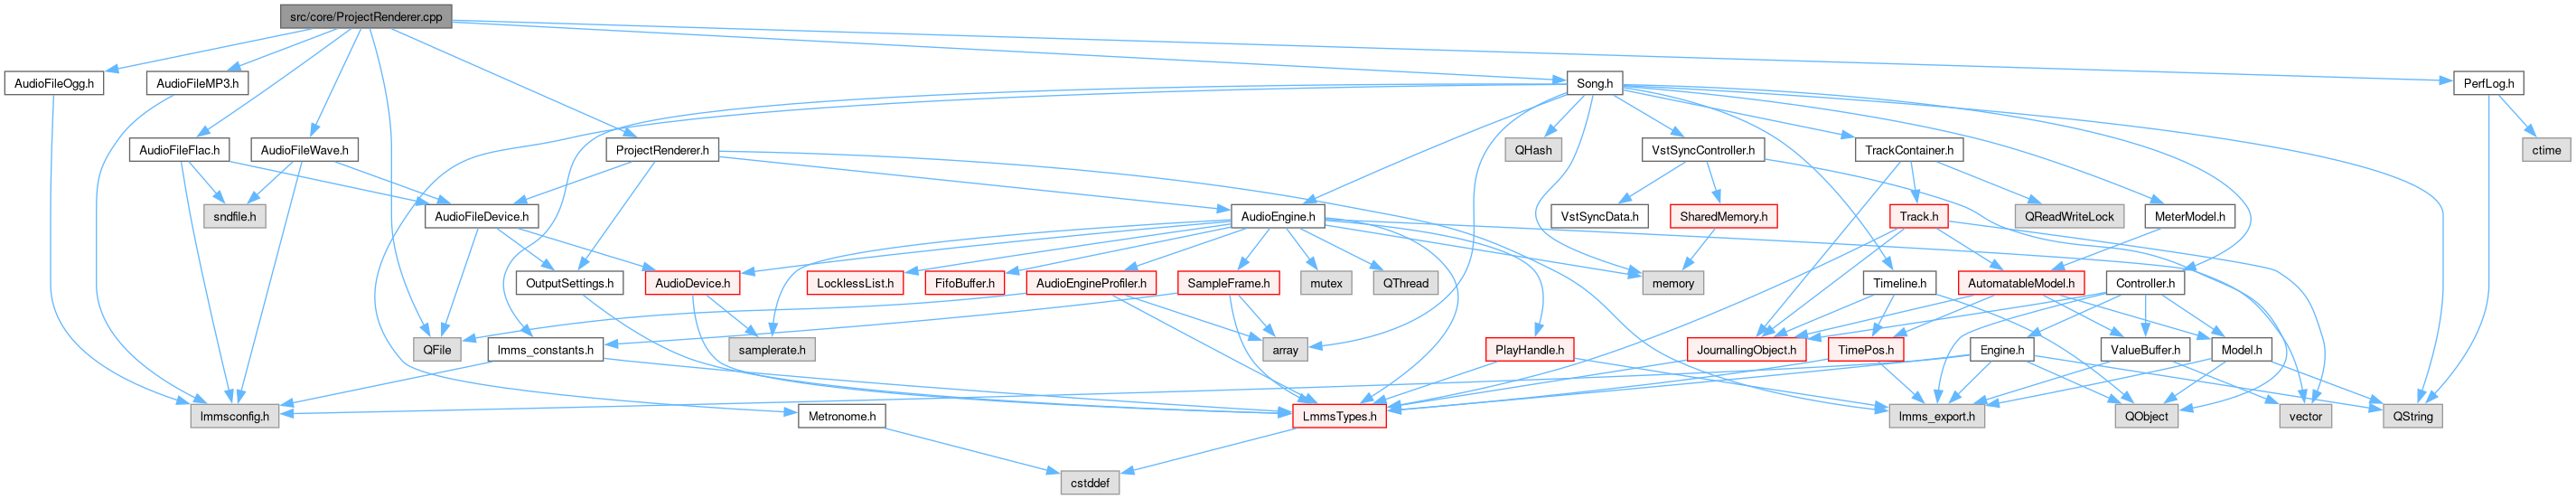 src/core/ProjectRenderer.cpp
AudioFileOgg.h
AudioFileMP3.h
Song.h
PerfLog.h
AudioFileFlac.h
AudioFileWave.h
ProjectRenderer.h
QHash
VstSyncController.h
TrackContainer.h
ctime
sndfile.h
AudioFileDevice.h
AudioEngine.h
VstSyncData.h
SharedMemory.h
Track.h
QReadWriteLock
MeterModel.h
OutputSettings.h
AudioDevice.h
LocklessList.h
FifoBuffer.h
AudioEngineProfiler.h
SampleFrame.h
mutex
QThread
memory
Timeline.h
AutomatableModel.h
Controller.h
QFile
lmms_constants.h
samplerate.h
array
PlayHandle.h
JournallingObject.h
TimePos.h
Engine.h
ValueBuffer.h
Model.h
lmmsconfig.h
Metronome.h
LmmsTypes.h
lmms_export.h
QObject
vector
QString
cstddef